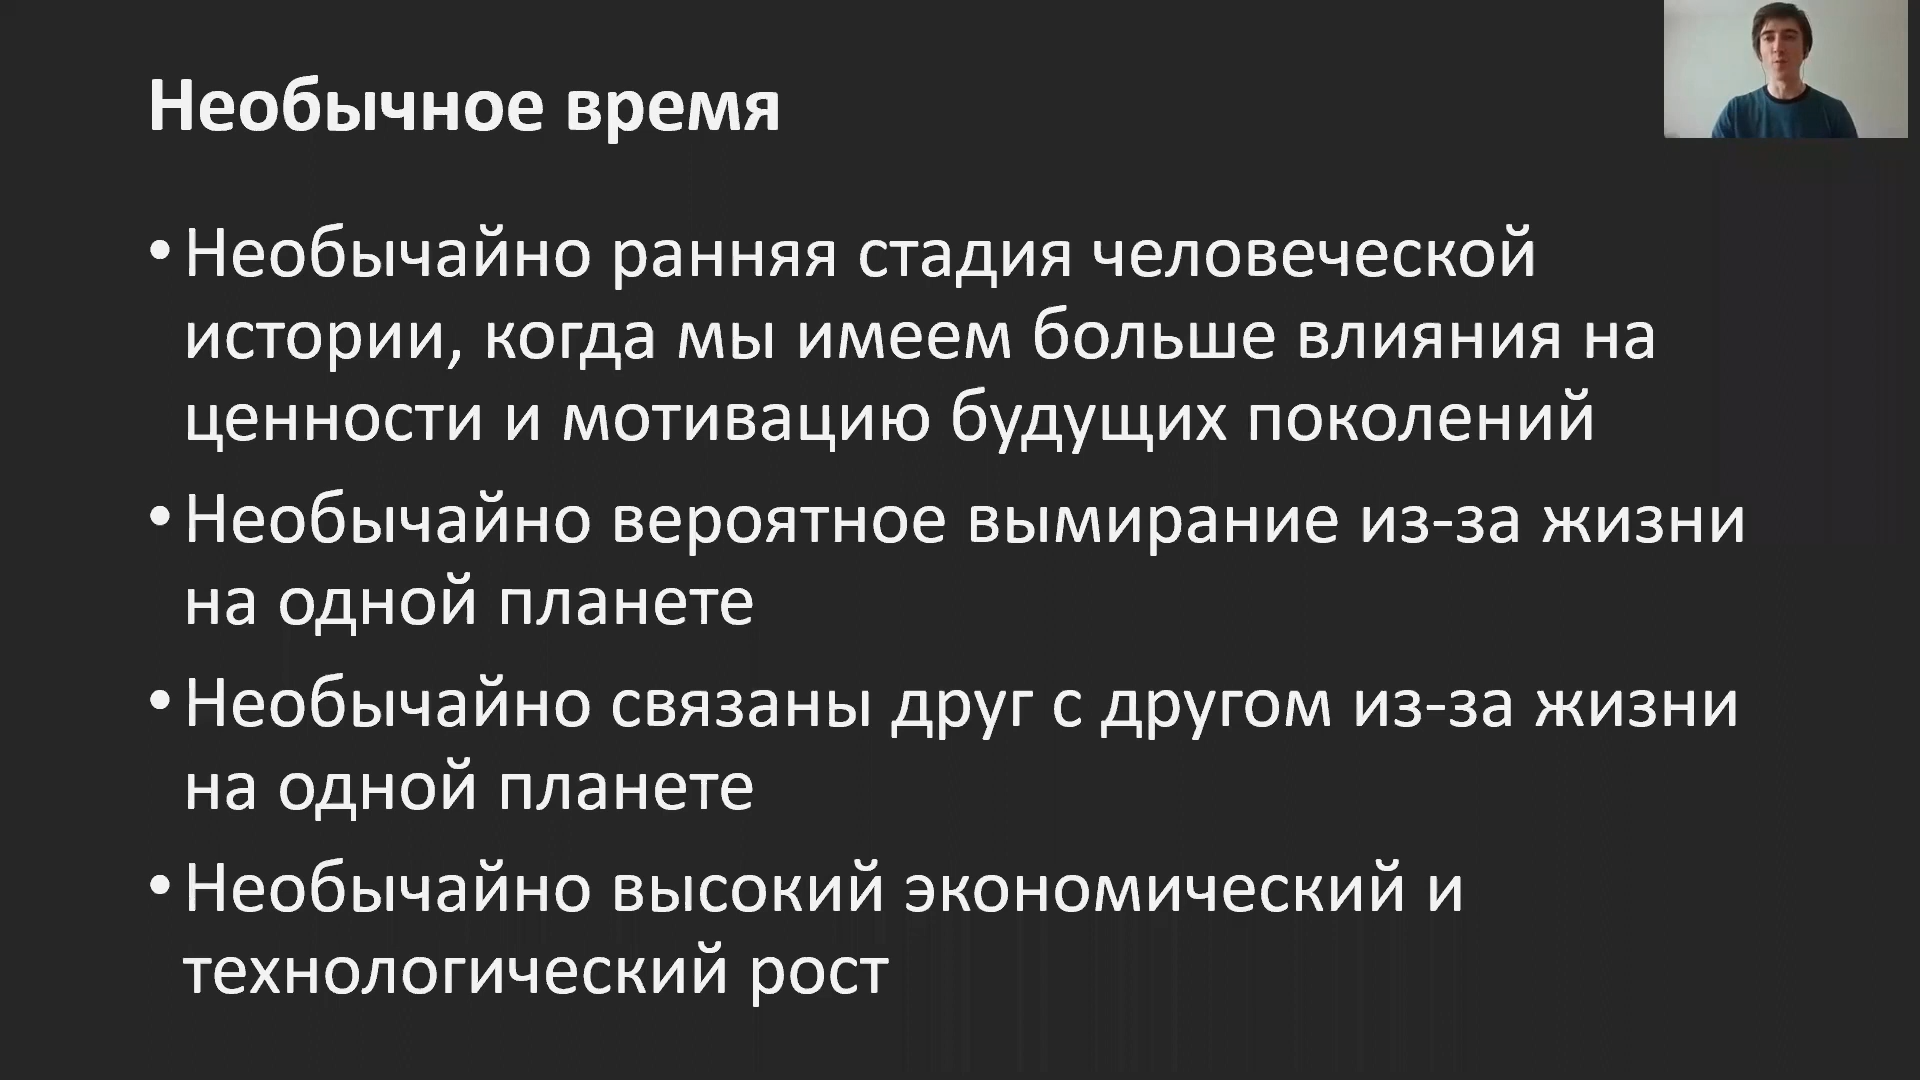 Необычное время
• Необычайно ранняя стадия человеческой
истории, когда мы имеем больше влияния на
ценности и мотивацию будущих поколений
• Необычайно вероятное вымирание из-за жизни
на одной планете
• Необычайно связаны друг с другом из-за жизни
на одной планете
• Необычайно высокий экономический и
технологический рост